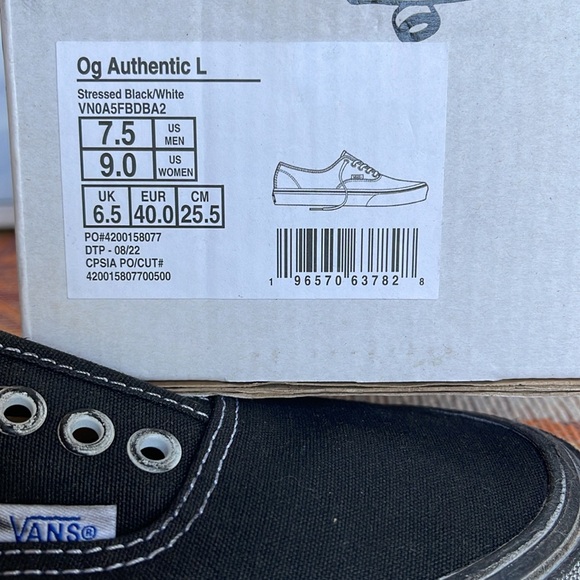 Og Authentic L
Stressed Black/White
VN0A5FBDBA2
7.5 US MEN
9.0 US WOMEN
UK EUR CM
6.5 40.0 25.5
PO#4200158077
DTP - 08/22
CPSIA PO/CUT#
420015807700500
1 96570 63782 8
VANS®